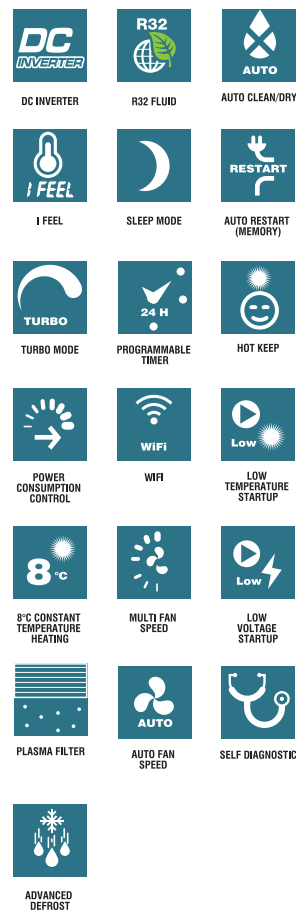 DC
INVERTER
DC INVERTER
R32
R32 FLUID
AUTO
AUTO CLEAN/DRY
I FEEL
I FEEL
SLEEP MODE
RESTART
AUTO RESTART
(MEMORY)
TURBO
TURBO MODE
24 H
PROGRAMMABLE
TIMER
HOT KEEP
POWER
CONSUMPTION
CONTROL
WiFi
WIFI
Low
LOW
TEMPERATURE
STARTUP
8°C
8°C CONSTANT
TEMPERATURE
HEATING
MULTI FAN
SPEED
Low
LOW
VOLTAGE
STARTUP
PLASMA FILTER
AUTO
AUTO FAN
SPEED
SELF DIAGNOSTIC
ADVANCED
DEFROST